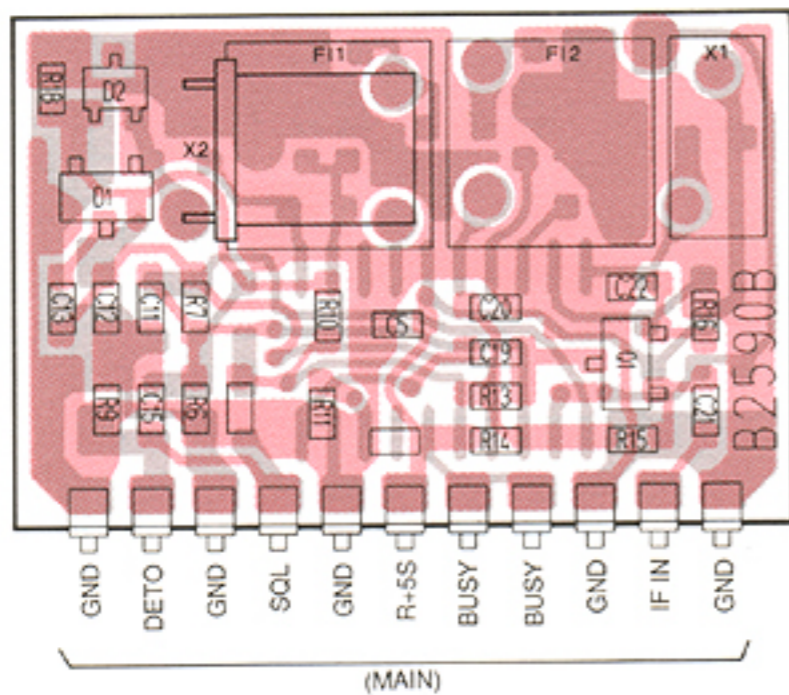 FI1
FI2
X1
R18
D2
X2
D1
C13
C12
C11
R7
R10
C5
C20
C22
R16
C19
Q1
R13
R9
C15
R6
R11
R14
R15
C21
B2590B
GND
DETO
GND
SQL
GND
R+5S
BUSY
BUSY
GND
IF IN
GND
(MAIN)